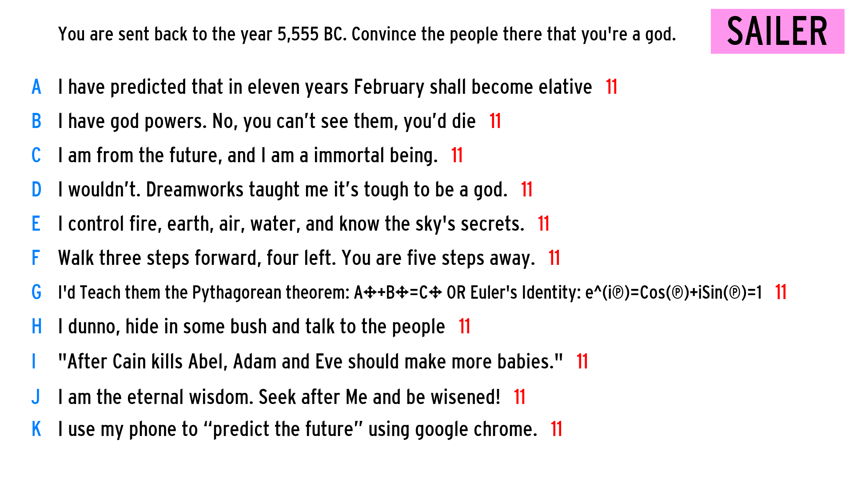 You are sent back to the year 5,555 BC. Convince the people there that you're a god.
SAILER
A I have predicted that in eleven years February shall become elative 11
B I have god powers. No, you can’t see them, you’d die 11
C I am from the future, and I am a immortal being. 11
D I wouldn’t. Dreamworks taught me it’s tough to be a god. 11
E I control fire, earth, air, water, and know the sky's secrets. 11
F Walk three steps forward, four left. You are five steps away. 11
G I'd Teach them the Pythagorean theorem: A✢+B✢=C✢ OR Euler's Identity: e^(i℗)=Cos(℗)+iSin(℗)=1 11
H I dunno, hide in some bush and talk to the people 11
I "After Cain kills Abel, Adam and Eve should make more babies." 11
J I am the eternal wisdom. Seek after Me and be wisened! 11
K I use my phone to “predict the future” using google chrome. 11